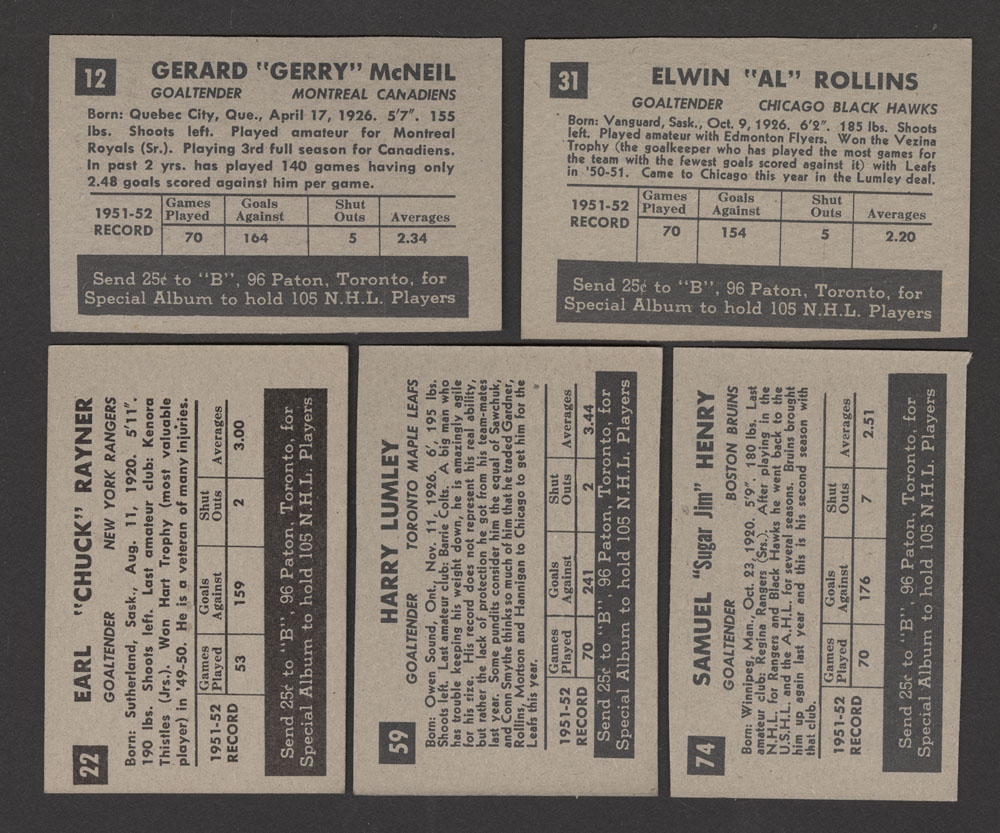 12
GERARD "GERRY" McNEIL
GOALTENDER MONTREAL CANADIENS
Born: Quebec City, Que., April 17, 1926. 5'7". 155
lbs. Shoots left. Played amateur for Montreal
Royals (Sr.). Playing 3rd full season for Canadiens.
In past 2 yrs. has played 140 games having only
2.48 goals scored against him per game.
1951-52 RECORD
Games Played Goals Against Shut Outs Averages
70 164 5 2.34
Send 25¢ to "B", 96 Paton, Toronto, for
Special Album to hold 105 N.H.L. Players
31
ELWIN "AL" ROLLINS
GOALTENDER CHICAGO BLACK HAWKS
Born: Vanguard, Sask., Oct. 9, 1926. 6'2". 185 lbs. Shoots
left. Played amateur with Edmonton Flyers. Won the Vezina
Trophy (the goalkeeper who has played the most games for
the team with the fewest goals scored against it) with Leafs
in '50-51. Came to Chicago this year in the Lumley deal.
1951-52 RECORD
Games Played Goals Against Shut Outs Averages
70 154 5 2.20
Send 25¢ to "B", 96 Paton, Toronto, for
Special Album to hold 105 N.H.L. Players
22
EARL "CHUCK" RAYNER
GOALTENDER NEW YORK RANGERS
Born: Sutherland, Sask., Aug. 11, 1920. 5'11".
190 lbs. Shoots left. Last amateur club: Kenora
Thistles (Jrs.). Won Hart Trophy (most valuable
player) in '49-50. He is a veteran of many injuries.
1951-52 RECORD
Games Played Goals Against Shut Outs Averages
53 159 2 3.00
Send 25¢ to "B", 96 Paton, Toronto, for
Special Album to hold 105 N.H.L. Players
59
HARRY LUMLEY
GOALTENDER TORONTO MAPLE LEAFS
Born: Owen Sound, Ont., Nov. 11, 1926. 6', 195 lbs.
Shoots left. Last amateur club: Barrie Colts. A big man who
has trouble keeping his weight down, he is amazingly agile
for his size. His record does not represent his real ability,
but rather the lack of protection he got from his team-mates
last year. Some pundits consider him the equal of Sawchuk,
and Conn Smythe thinks so much of him that he traded Gardner,
Rollins, Mortson and Hannigan to Chicago to get him for the
Leafs this year.
1951-52 RECORD
Games Played Goals Against Shut Outs Averages
70 241 2 3.44
Send 25¢ to "B", 96 Paton, Toronto, for
Special Album to hold 105 N.H.L. Players
74
SAMUEL "Sugar Jim" HENRY
GOALTENDER BOSTON BRUINS
Born: Winnipeg, Man., Oct. 23, 1920. 5'9". 180 lbs. Last
amateur club: Regina Rangers (Srs.). After playing in the
N.H.L. for Rangers and Black Hawks he went back to the
U.S.H.L. and the A.H.L. for several seasons. Bruins brought
him up again last year and this is his second season with
that club.
1951-52 RECORD
Games Played Goals Against Shut Outs Averages
70 176 7 2.51
Send 25¢ to "B", 96 Paton, Toronto, for
Special Album to hold 105 N.H.L. Players